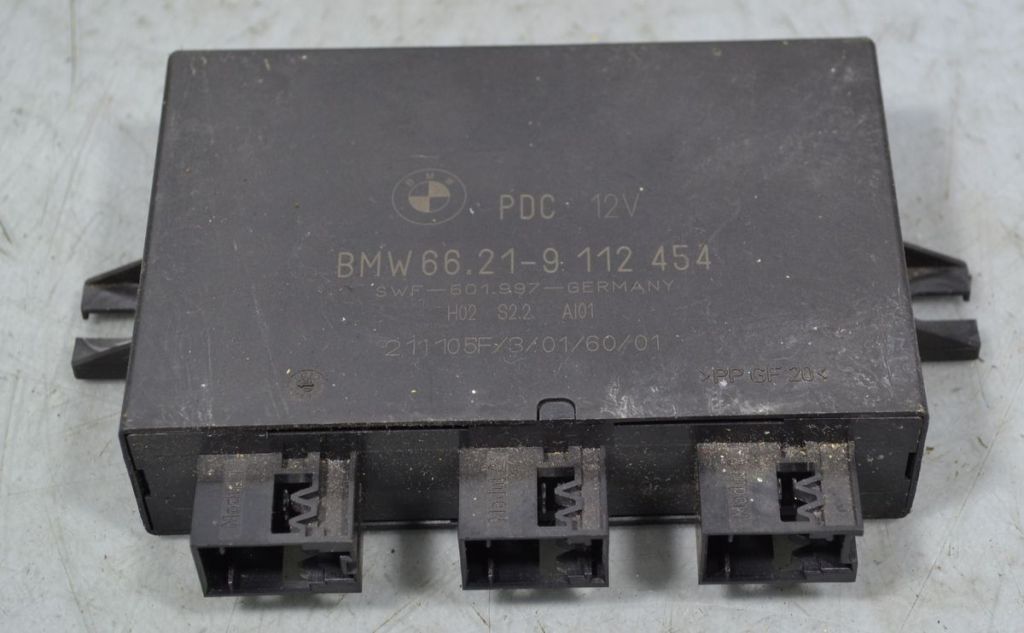 BMW
PDC 12V
BMW 66.21-9 112 454
SWF-601.997-GERMANY
H02 S2.2 AI01
211105F/3/01/60/01
>PP GF 20<